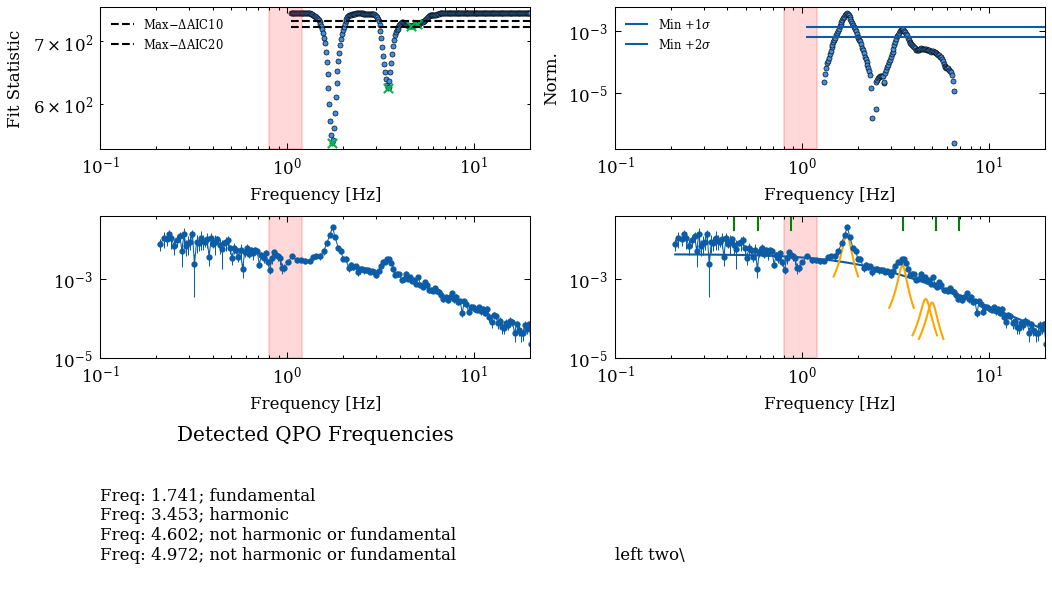 Fit Statistic
7 × 10²
6 × 10²
Max−ΔAIC10
Max−ΔAIC20
10⁻¹ 10⁰ 10¹
Frequency [Hz]
Norm.
10⁻³
10⁻⁵
Min +1σ
Min +2σ
10⁻¹ 10⁰ 10¹
Frequency [Hz]
10⁻³
10⁻⁵
10⁻¹ 10⁰ 10¹
Frequency [Hz]
10⁻³
10⁻⁵
10⁻¹ 10⁰ 10¹
Frequency [Hz]
Detected QPO Frequencies
Freq: 1.741; fundamental
Freq: 3.453; harmonic
Freq: 4.602; not harmonic or fundamental
Freq: 4.972; not harmonic or fundamental
left two\